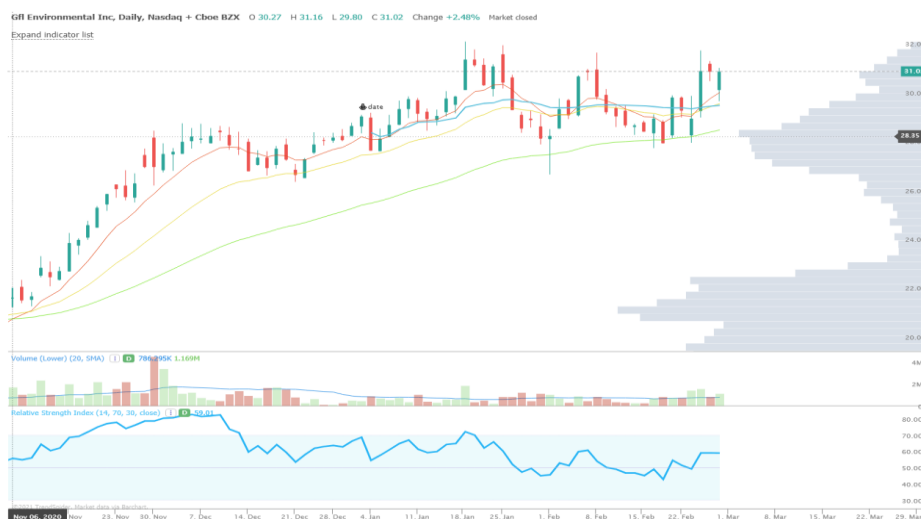 Gfl Environmental Inc, Daily, Nasdaq + Cboe BZX O 30.27 H 31.16 L 29.80 C 31.02 Change +2.48% Market closed
Expand indicator list
32.0
31.0
date
30.0
28.35
26.0
24.0
22.0
20.0
Volume (Lower) (20, SMA) i D 786.395K 1.169M
4M
2M
0
Relative Strength Index (14, 70, 30, close) i D 59.01
80.00
70.00
60.00
50.00
40.00
30.00
Nov 06, 2020 Nov 23. Nov 30. Nov 7. Dec 14. Dec 21. Dec 28. Dec 4. Jan 11. Jan 18. Jan 25. Jan 1. Feb 8. Feb 15. Feb 22. Feb 1. Mar 8. Mar 15. Mar 22. Mar 29. Mar